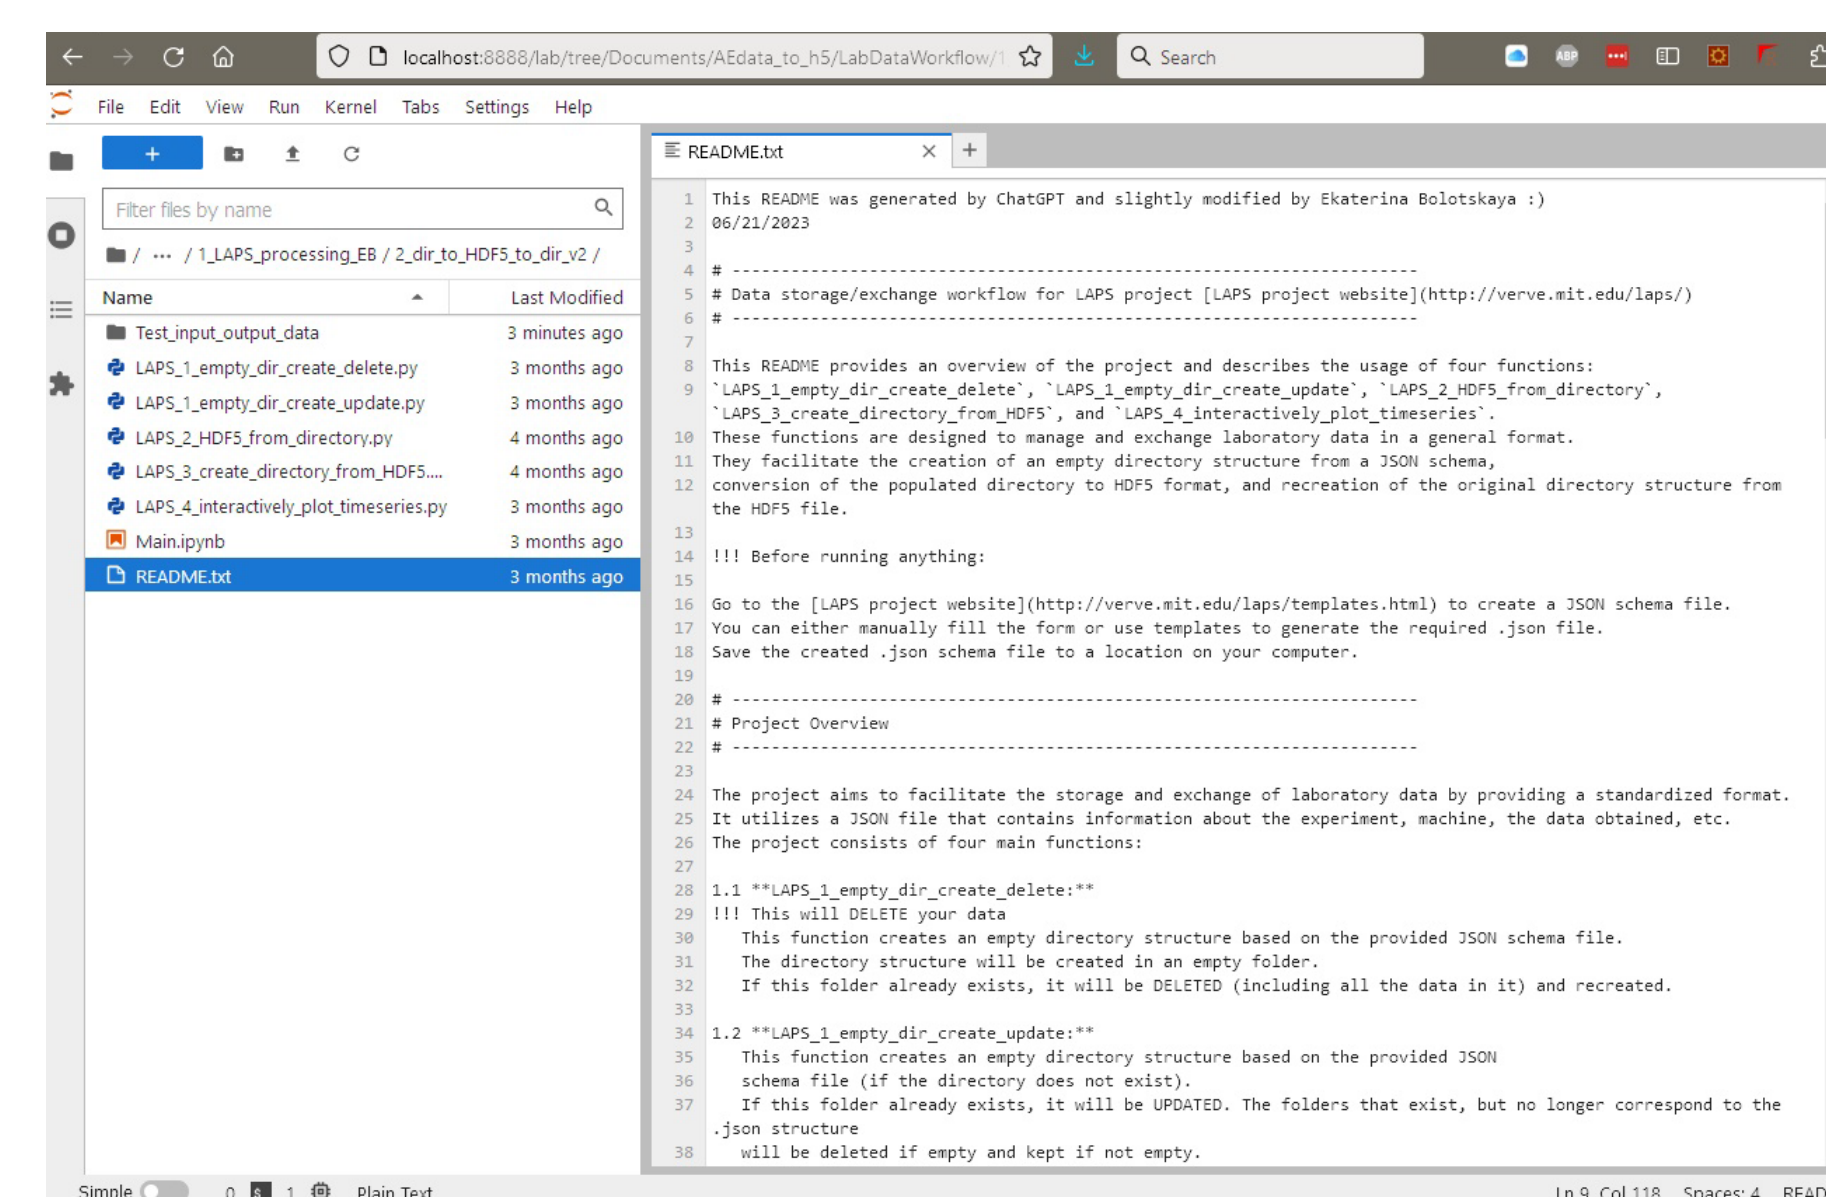 localhost:8888/lab/tree/Documents/AEdata_to_h5/LabDataWorkflow/1
Search
ABP
File Edit View Run Kernel Tabs Settings Help
Filter files by name
/ ... / 1_LAPS_processing_EB / 2_dir_to_HDF5_to_dir_v2 /
Name Last Modified
Test_input_output_data 3 minutes ago
LAPS_1_empty_dir_create_delete.py 3 months ago
LAPS_1_empty_dir_create_update.py 3 months ago
LAPS_2_HDF5_from_directory.py 4 months ago
LAPS_3_create_directory_from_HDF5.... 4 months ago
LAPS_4_interactively_plot_timeseries.py 3 months ago
Main.ipynb 3 months ago
README.txt 3 months ago
README.txt
1 This README was generated by ChatGPT and slightly modified by Ekaterina Bolotskaya :)
2 06/21/2023
3
4 # ----------------------------------------------------------------------
5 # Data storage/exchange workflow for LAPS project [LAPS project website](http://verve.mit.edu/laps/)
6 # ----------------------------------------------------------------------
7
8 This README provides an overview of the project and describes the usage of four functions:
9 `LAPS_1_empty_dir_create_delete`, `LAPS_1_empty_dir_create_update`, `LAPS_2_HDF5_from_directory`,
`LAPS_3_create_directory_from_HDF5`, and `LAPS_4_interactively_plot_timeseries`.
10 These functions are designed to manage and exchange laboratory data in a general format.
11 They facilitate the creation of an empty directory structure from a JSON schema,
12 conversion of the populated directory to HDF5 format, and recreation of the original directory structure from
the HDF5 file.
13
14 !!! Before running anything:
15
16 Go to the [LAPS project website](http://verve.mit.edu/laps/templates.html) to create a JSON schema file.
17 You can either manually fill the form or use templates to generate the required .json file.
18 Save the created .json schema file to a location on your computer.
19
20 # ----------------------------------------------------------------------
21 # Project Overview
22 # ----------------------------------------------------------------------
23
24 The project aims to facilitate the storage and exchange of laboratory data by providing a standardized format.
25 It utilizes a JSON file that contains information about the experiment, machine, the data obtained, etc.
26 The project consists of four main functions:
27
28 1.1 **LAPS_1_empty_dir_create_delete:**
29 !!! This will DELETE your data
30 This function creates an empty directory structure based on the provided JSON schema file.
31 The directory structure will be created in an empty folder.
32 If this folder already exists, it will be DELETED (including all the data in it) and recreated.
33
34 1.2 **LAPS_1_empty_dir_create_update:**
35 This function creates an empty directory structure based on the provided JSON
36 schema file (if the directory does not exist).
37 If this folder already exists, it will be UPDATED. The folders that exist, but no longer correspond to the
.json structure
38 will be deleted if empty and kept if not empty.
Simple 0 $ 1 Plain Text Ln 9, Col 118 Spaces: 4 READ